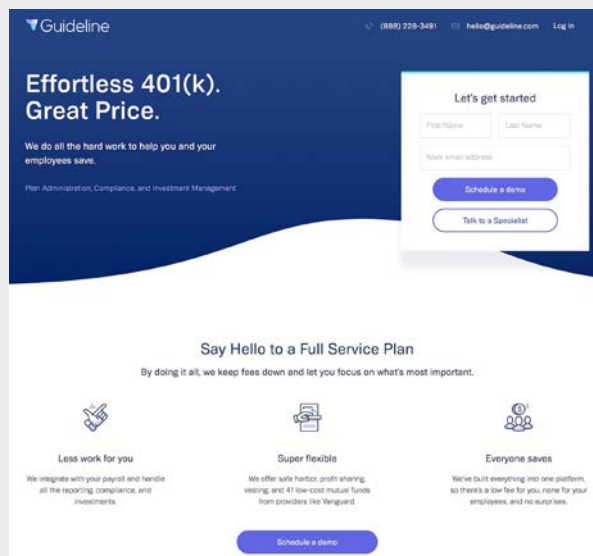 Guideline
(888) 228-3491
hello@guideline.com
Log in
Effortless 401(k).
Great Price.
We do all the hard work to help you and your
employees save.
Plan Administration, Compliance, and Investment Management
Let's get started
First Name
Last Name
Work email address
Schedule a demo
Talk to a Specialist
Say Hello to a Full Service Plan
By doing it all, we keep fees down and let you focus on what's most important.
Less work for you
We integrate with your payroll and handle
all the reporting, compliance, and
investments.
Super flexible
We offer safe harbor, profit sharing,
vesting, and 41 low-cost mutual funds
from providers like Vanguard.
Everyone saves
We've built everything into one platform,
so there's a low fee for you, none for your
employees, and no surprises.
Schedule a demo